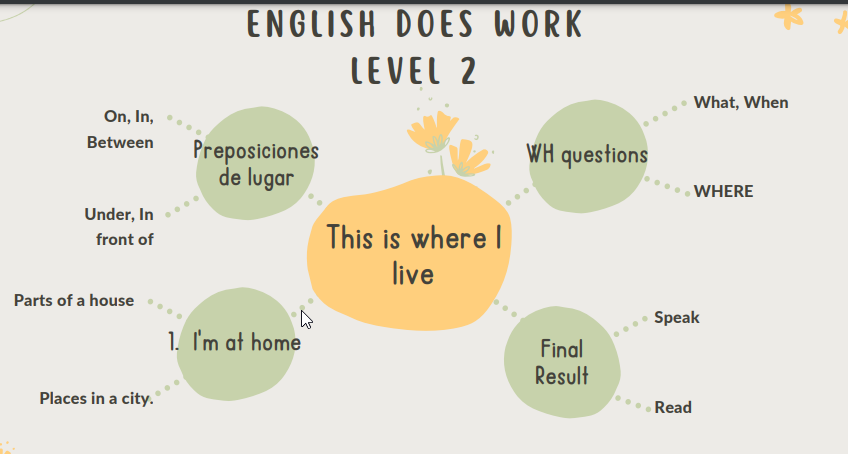 ENGLISH DOES WORK
LEVEL 2
On, In,
Between
Preposiciones
de lugar
Under, In
front of
What, When
WH questions
WHERE
This is where I
live
Parts of a house
1. I'm at home
Places in a city.
Final
Result
Speak
Read